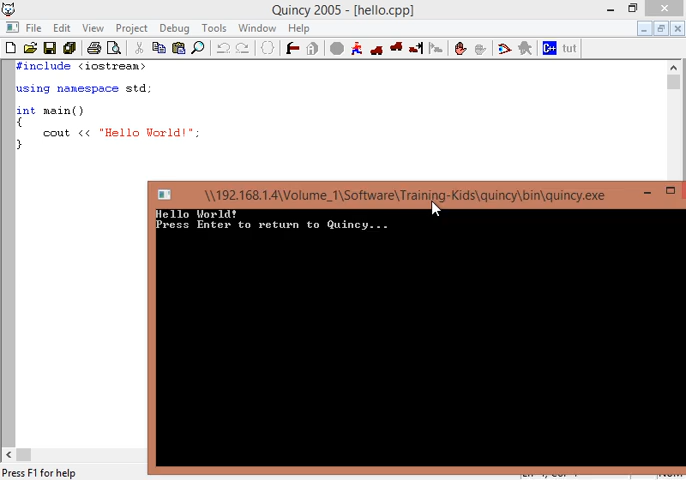 Quincy 2005 - [hello.cpp]
File Edit View Project Debug Tools Window Help
C++ tut
#include <iostream>
using namespace std;
int main()
{
cout << "Hello World!";
}
\\192.168.1.4\Volume_1\Software\Training-Kids\quincy\bin\quincy.exe
Hello World!
Press Enter to return to Quincy...
Press F1 for help